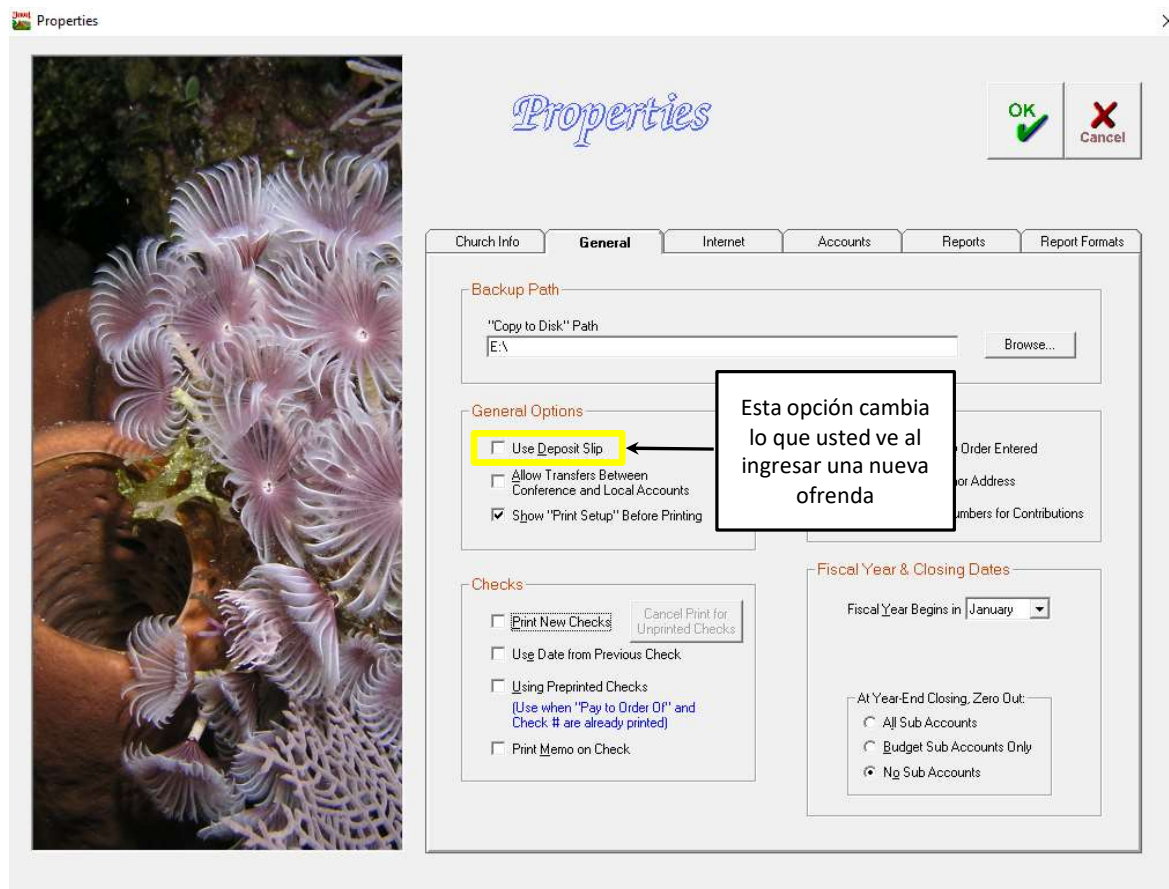 Properties
Properties
OK
Cancel
Church Info General Internet Accounts Reports Report Formats
Backup Path
"Copy to Disk" Path
E:\
Browse...
General Options
Use Deposit Slip
Allow Transfers Between
Conference and Local Accounts
Show "Print Setup" Before Printing
Esta opción cambia
lo que usted ve al
ingresar una nueva
ofrenda
Order Entered
Address
for Contributions
Checks
Print New Checks
Cancel Print for
Unprinted Checks
Use Date from Previous Check
Using Preprinted Checks
(Use when "Pay to Order Of" and
Check # are already printed)
Print Memo on Check
Fiscal Year & Closing Dates
Fiscal Year Begins in January
At Year-End Closing, Zero Out:
All Sub Accounts
Budget Sub Accounts Only
No Sub Accounts